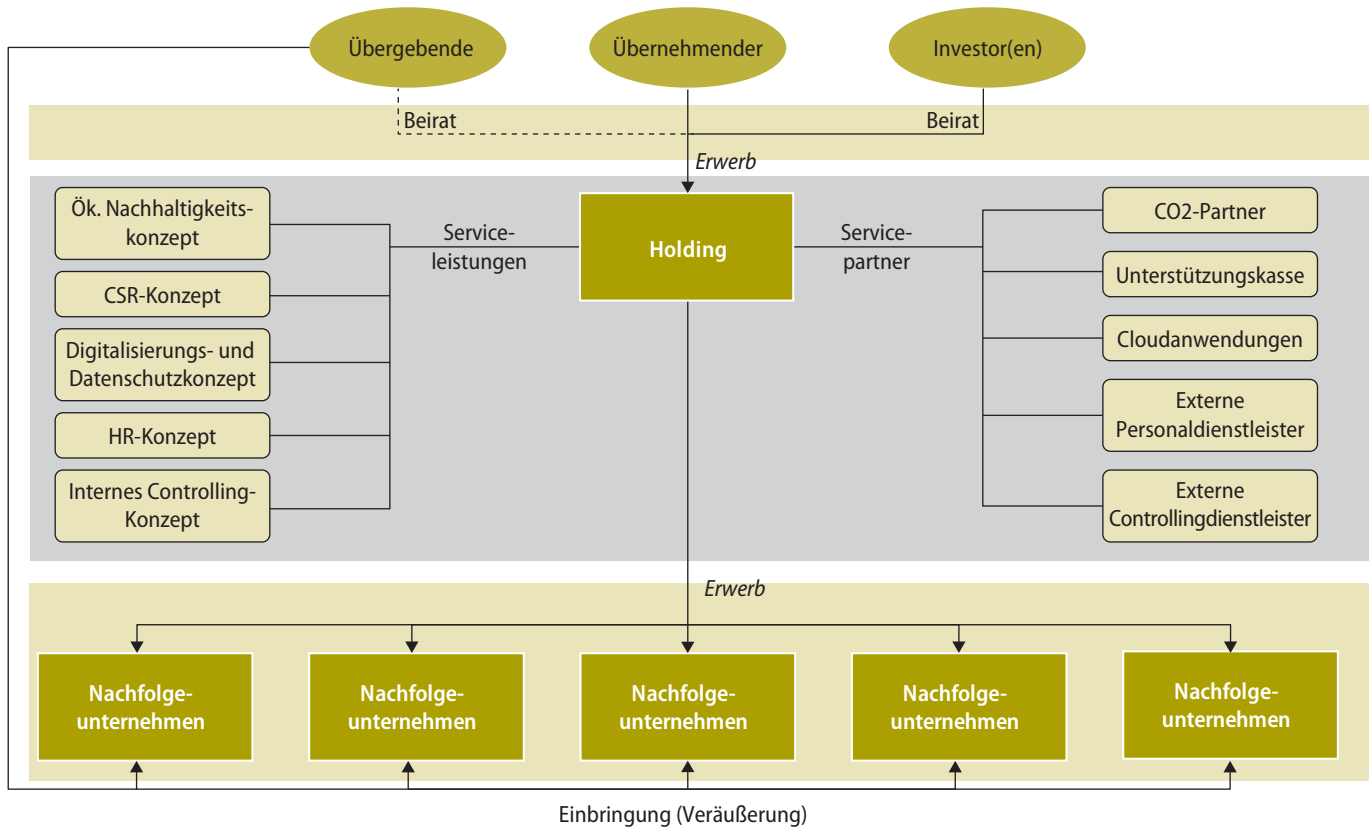 Übergebende
Übernehmender
Investor(en)
Beirat
Beirat
Erwerb
Ök. Nachhaltigkeits-
konzept
CSR-Konzept
Digitalisierungs- und
Datenschutzkonzept
HR-Konzept
Internes Controlling-
Konzept
Service-
leistungen
Holding
Service-
partner
CO2-Partner
Unterstützungskasse
Cloudanwendungen
Externe
Personaldienstleister
Externe
Controllingdienstleister
Erwerb
Nachfolge-
unternehmen
Nachfolge-
unternehmen
Nachfolge-
unternehmen
Nachfolge-
unternehmen
Nachfolge-
unternehmen
Einbringung (Veräußerung)